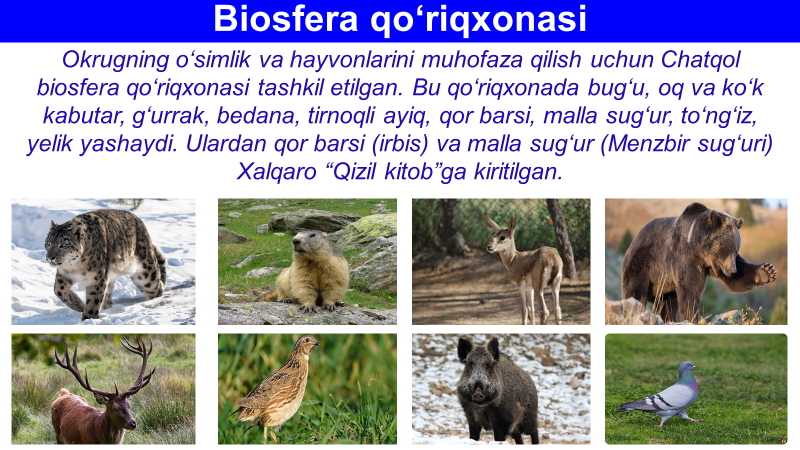 Biosfera qo‘riqxonasi
Okrugning o‘simlik va hayvonlarini muhofaza qilish uchun Chatqol
biosfera qo‘riqxonasi tashkil etilgan. Bu qo‘riqxonada bug‘u, oq va ko‘k
kabutar, g‘urrak, bedana, tirnoqli ayiq, qor barsi, malla sug‘ur, to‘ng‘iz,
yelik yashaydi. Ulardan qor barsi (irbis) va malla sug‘ur (Menzbir sug‘uri)
Xalqaro “Qizil kitob”ga kiritilgan.